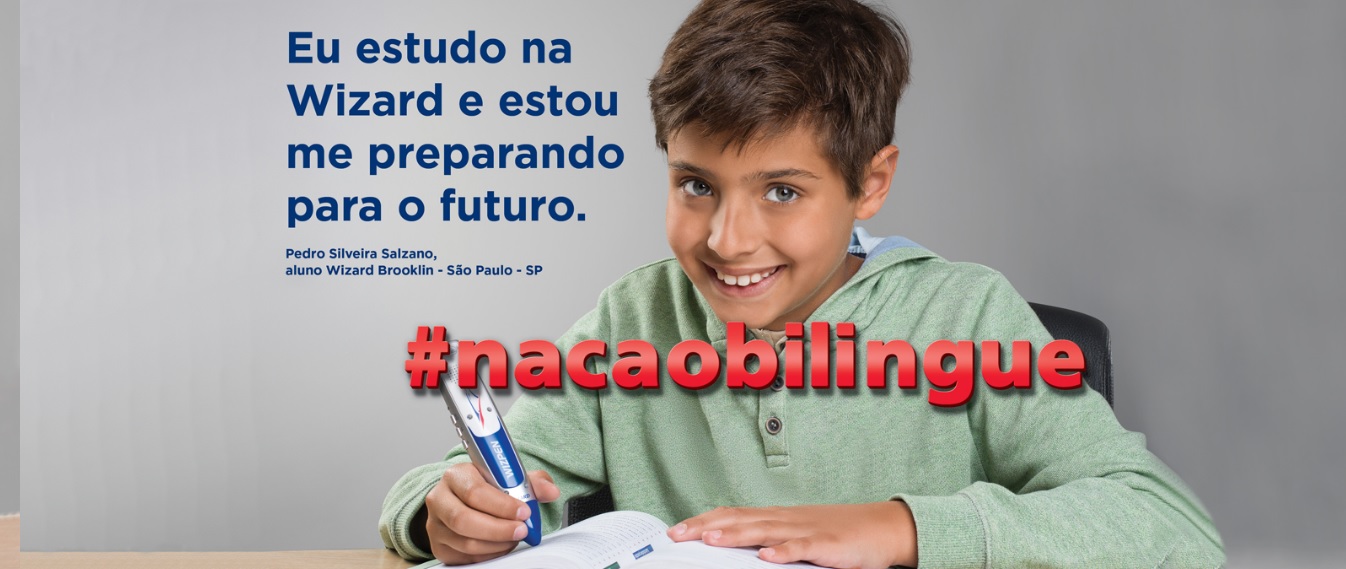 Eu estudo na
Wizard e estou
me preparando
para o futuro.
Pedro Silveira Salzano,
aluno Wizard Brooklin - São Paulo - SP
#nacaobilingue
WIZPEN